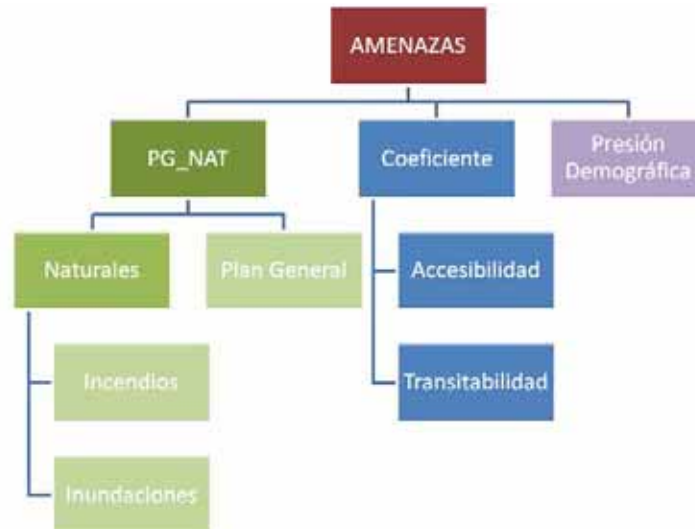 AMENAZAS
PG_NAT
Coeficiente
Presión
Demográfica
Naturales
Plan General
Accesibilidad
Incendios
Transitabilidad
Inundaciones